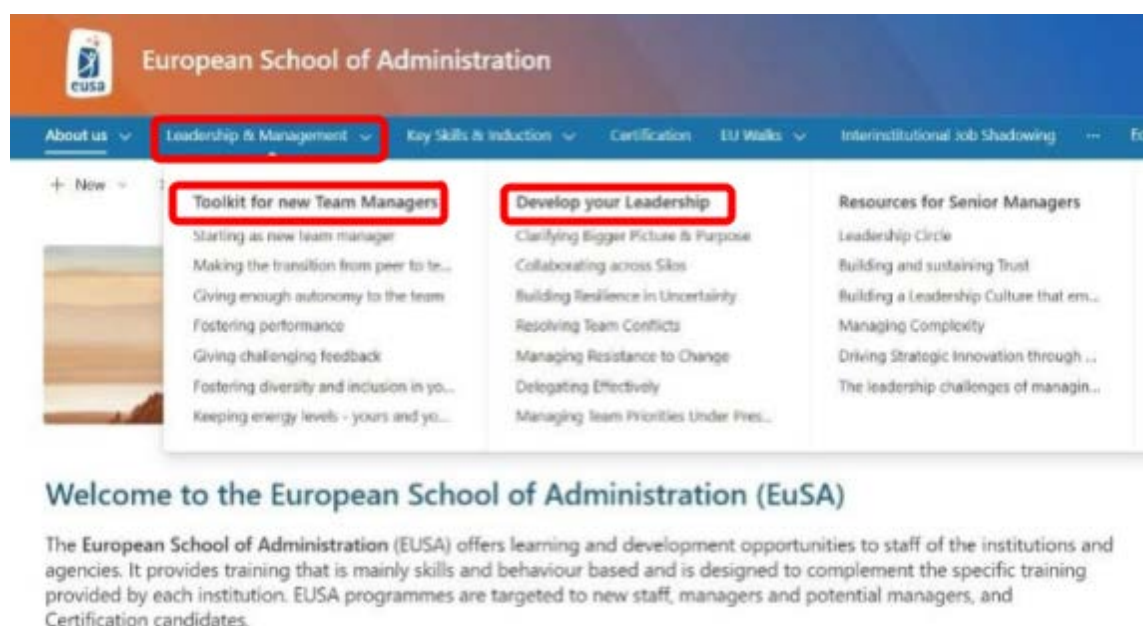 eusa
European School of Administration
About us
Leadership & Management
Key Skills & Induction
Certification
EU Walks
Interinstitutional Job Shadowing
...
+ New
Toolkit for new Team Managers
Starting as new team manager
Making the transition from peer to te...
Giving enough autonomy to the team
Fostering performance
Giving challenging feedback
Fostering diversity and inclusion in yo...
Keeping energy levels - yours and yo...
Develop your Leadership
Clarifying Bigger Picture & Purpose
Collaborating across Silos
Building Resilience in Uncertainty
Resolving Team Conflicts
Managing Resistance to Change
Delegating Effectively
Managing Team Priorities Under Pres...
Resources for Senior Managers
Leadership Circle
Building and sustaining Trust
Building a Leadership Culture that em...
Managing Complexity
Driving Strategic Innovation through ...
The leadership challenges of managin...
Welcome to the European School of Administration (EuSA)
The European School of Administration (EUSA) offers learning and development opportunities to staff of the institutions and
agencies. It provides training that is mainly skills and behaviour based and is designed to complement the specific training
provided by each institution. EUSA programmes are targeted to new staff, managers and potential managers, and
Certification candidates.